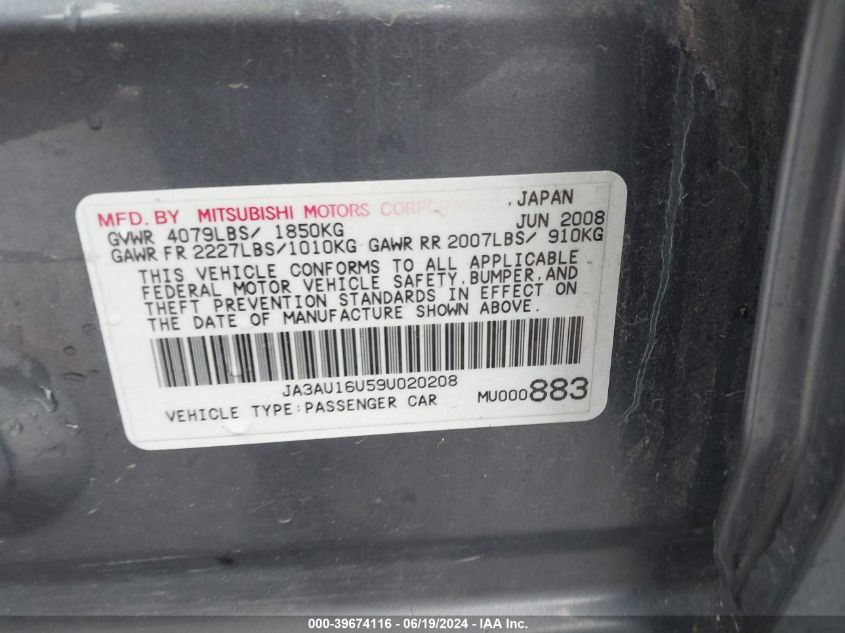 MFD. BY MITSUBISHI MOTORS CORPORATION, JAPAN
GVWR 4079LBS/ 1850KG JUN 2008
GAWR FR 2227LBS/1010KG GAWR RR 2007LBS/ 910KG
THIS VEHICLE CONFORMS TO ALL APPLICABLE
FEDERAL MOTOR VEHICLE SAFETY, BUMPER, AND
THEFT PREVENTION STANDARDS IN EFFECT ON
THE DATE OF MANUFACTURE SHOWN ABOVE.
JA3AU16U59U020208
VEHICLE TYPE:PASSENGER CAR MU000883
000-39674116 - 06/19/2024 - IAA Inc.